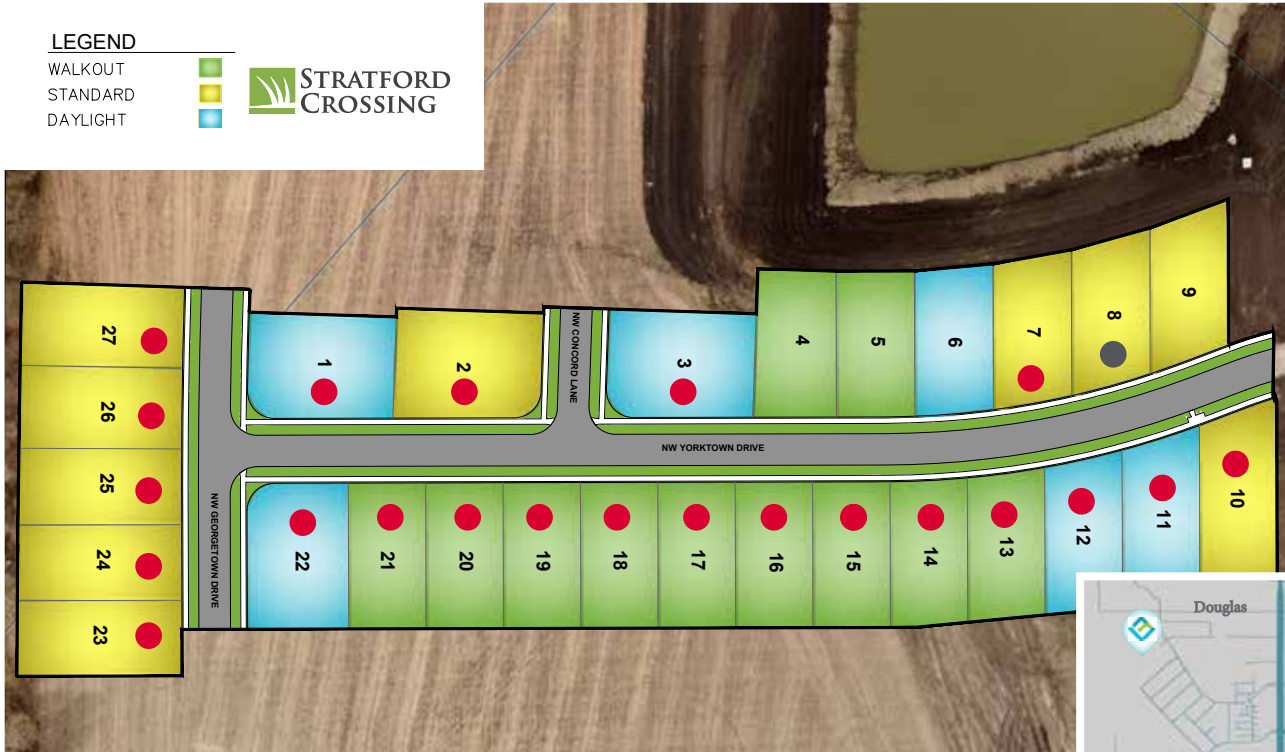 LEGEND
WALKOUT
STANDARD
DAYLIGHT
STRATFORD
CROSSING
27
26
25
24
23
1
2
3
4
5
6
7
8
9
NW CONCORD LANE
NW YORKTOWN DRIVE
NW GEORGETOWN DRIVE
22
21
20
19
18
17
16
15
14
13
12
11
10
Douglas